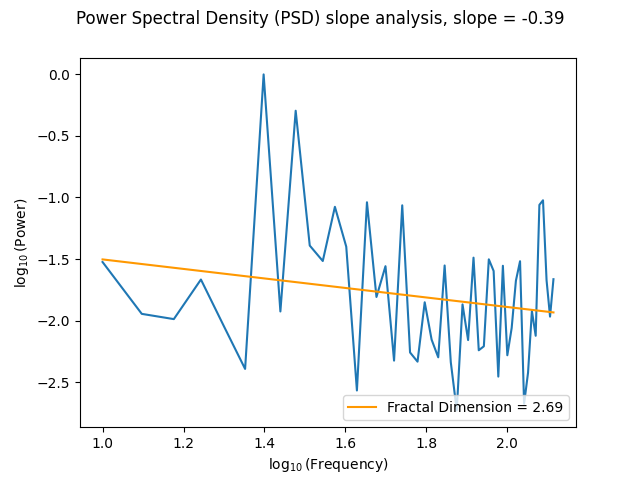 Power Spectral Density (PSD) slope analysis, slope = -0.39
0.0
−0.5
−1.0
−1.5
−2.0
−2.5
log₁₀(Power)
Fractal Dimension = 2.69
1.0 1.2 1.4 1.6 1.8 2.0
log₁₀(Frequency)